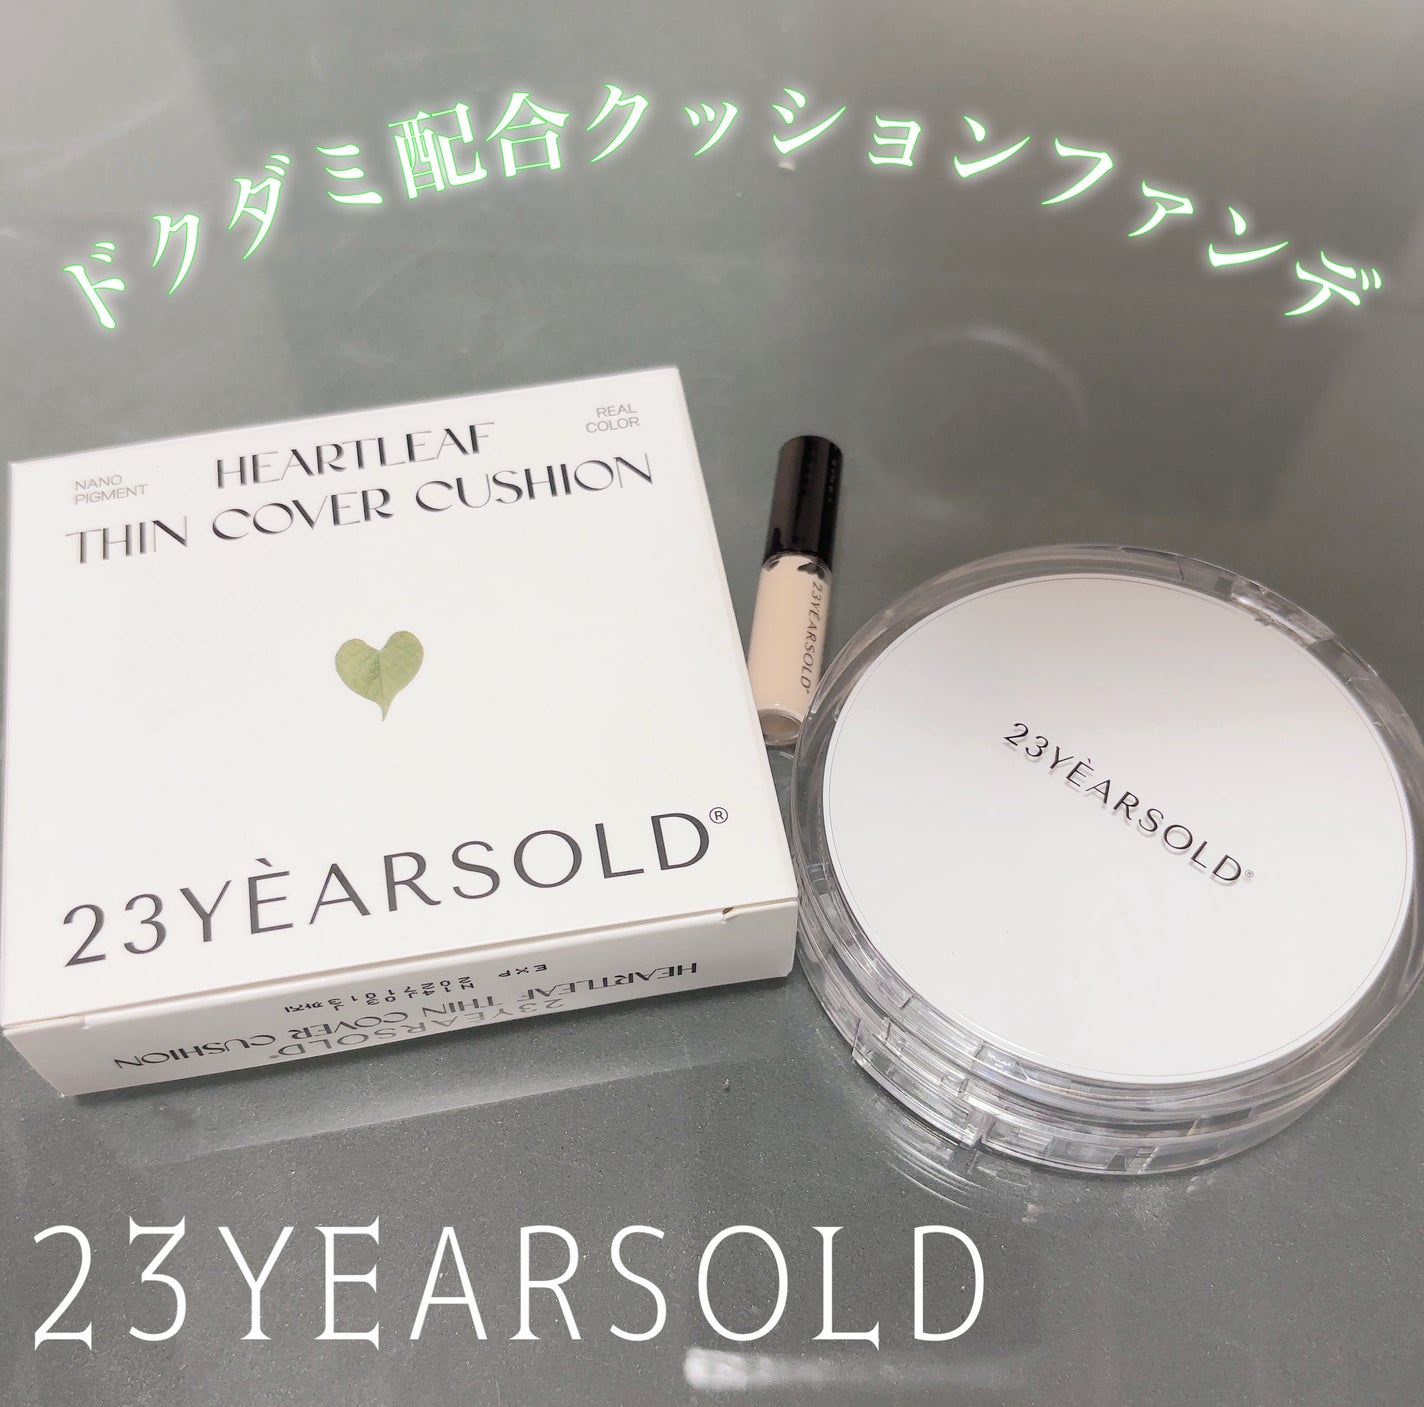 ドクダミ配合クッションファンデ
NANO
PIGMENT
HEARTLEAF
THIN COVER CUSHION
REAL
COLOR
23YÈARSOLD®
23YÈARSOLD®
23YÈARSOLD®
HEARTLEAF THIN COVER CUSHION
23YEARSOLD®
EXP
23YEARSOLD